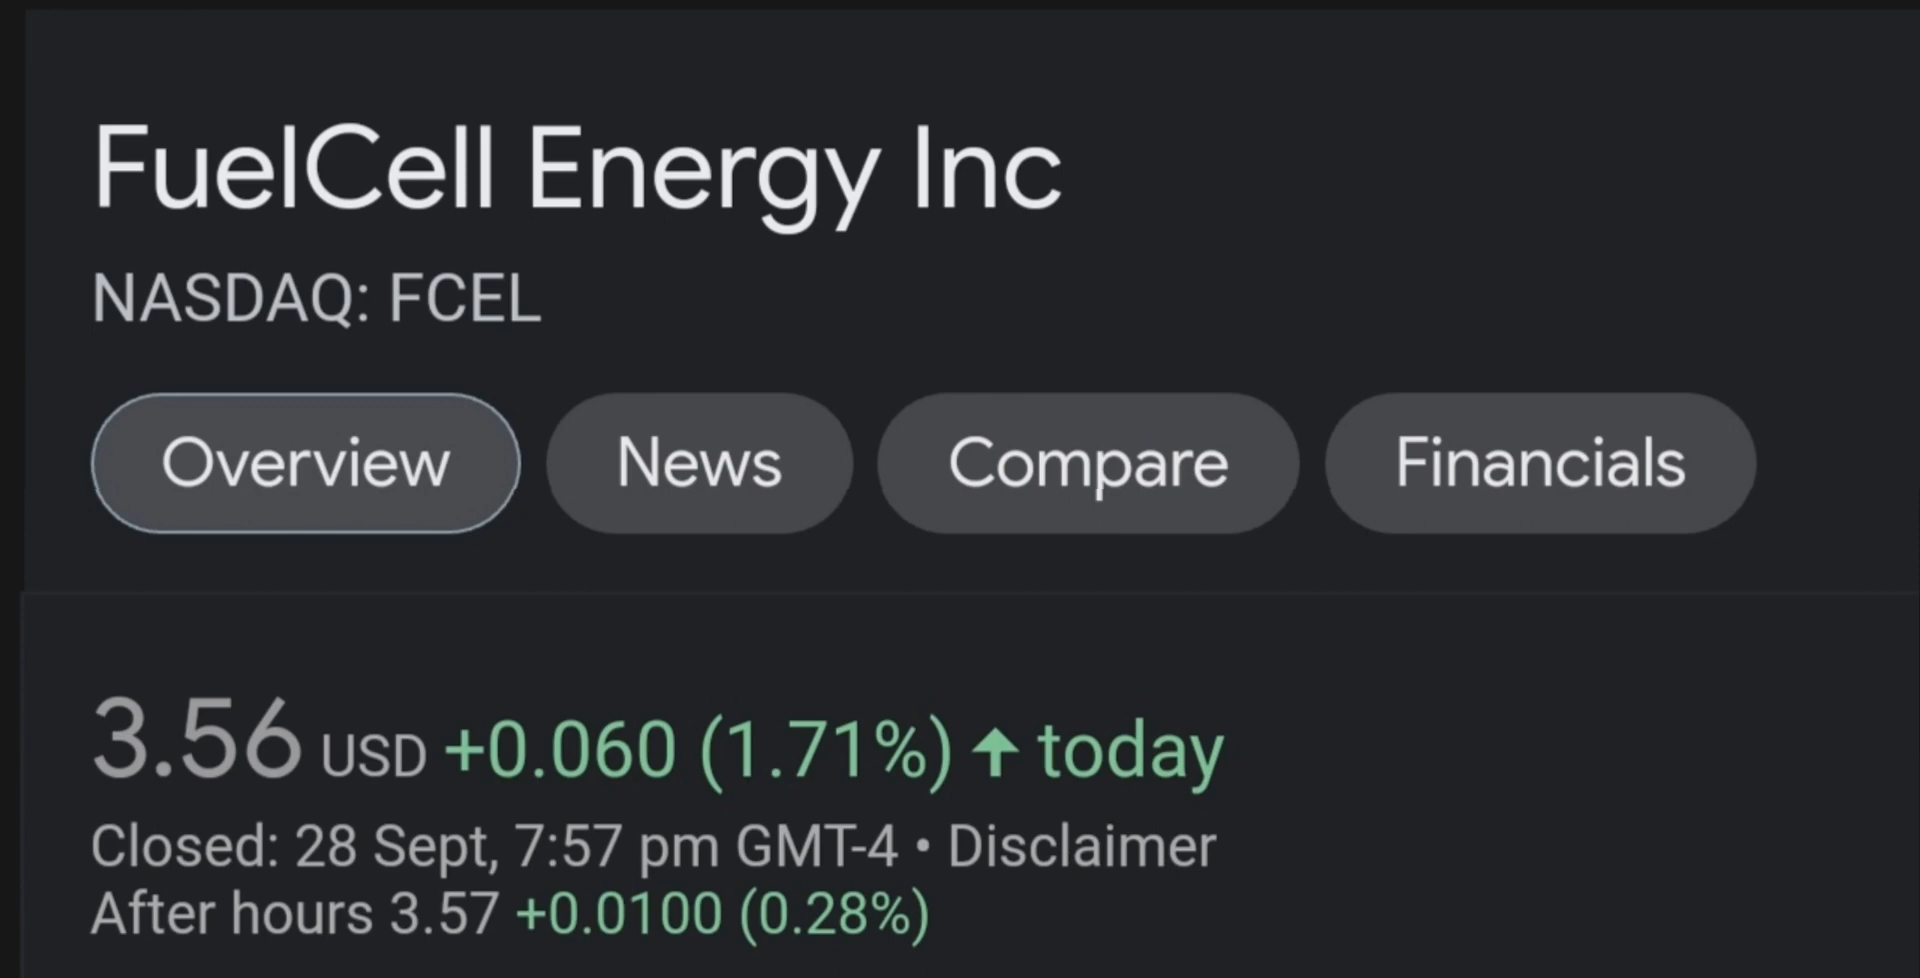 FuelCell Energy Inc
NASDAQ: FCEL
Overview News Compare Financials
3.56 USD +0.060 (1.71%) ↑ today
Closed: 28 Sept, 7:57 pm GMT-4 • Disclaimer
After hours 3.57 +0.0100 (0.28%)